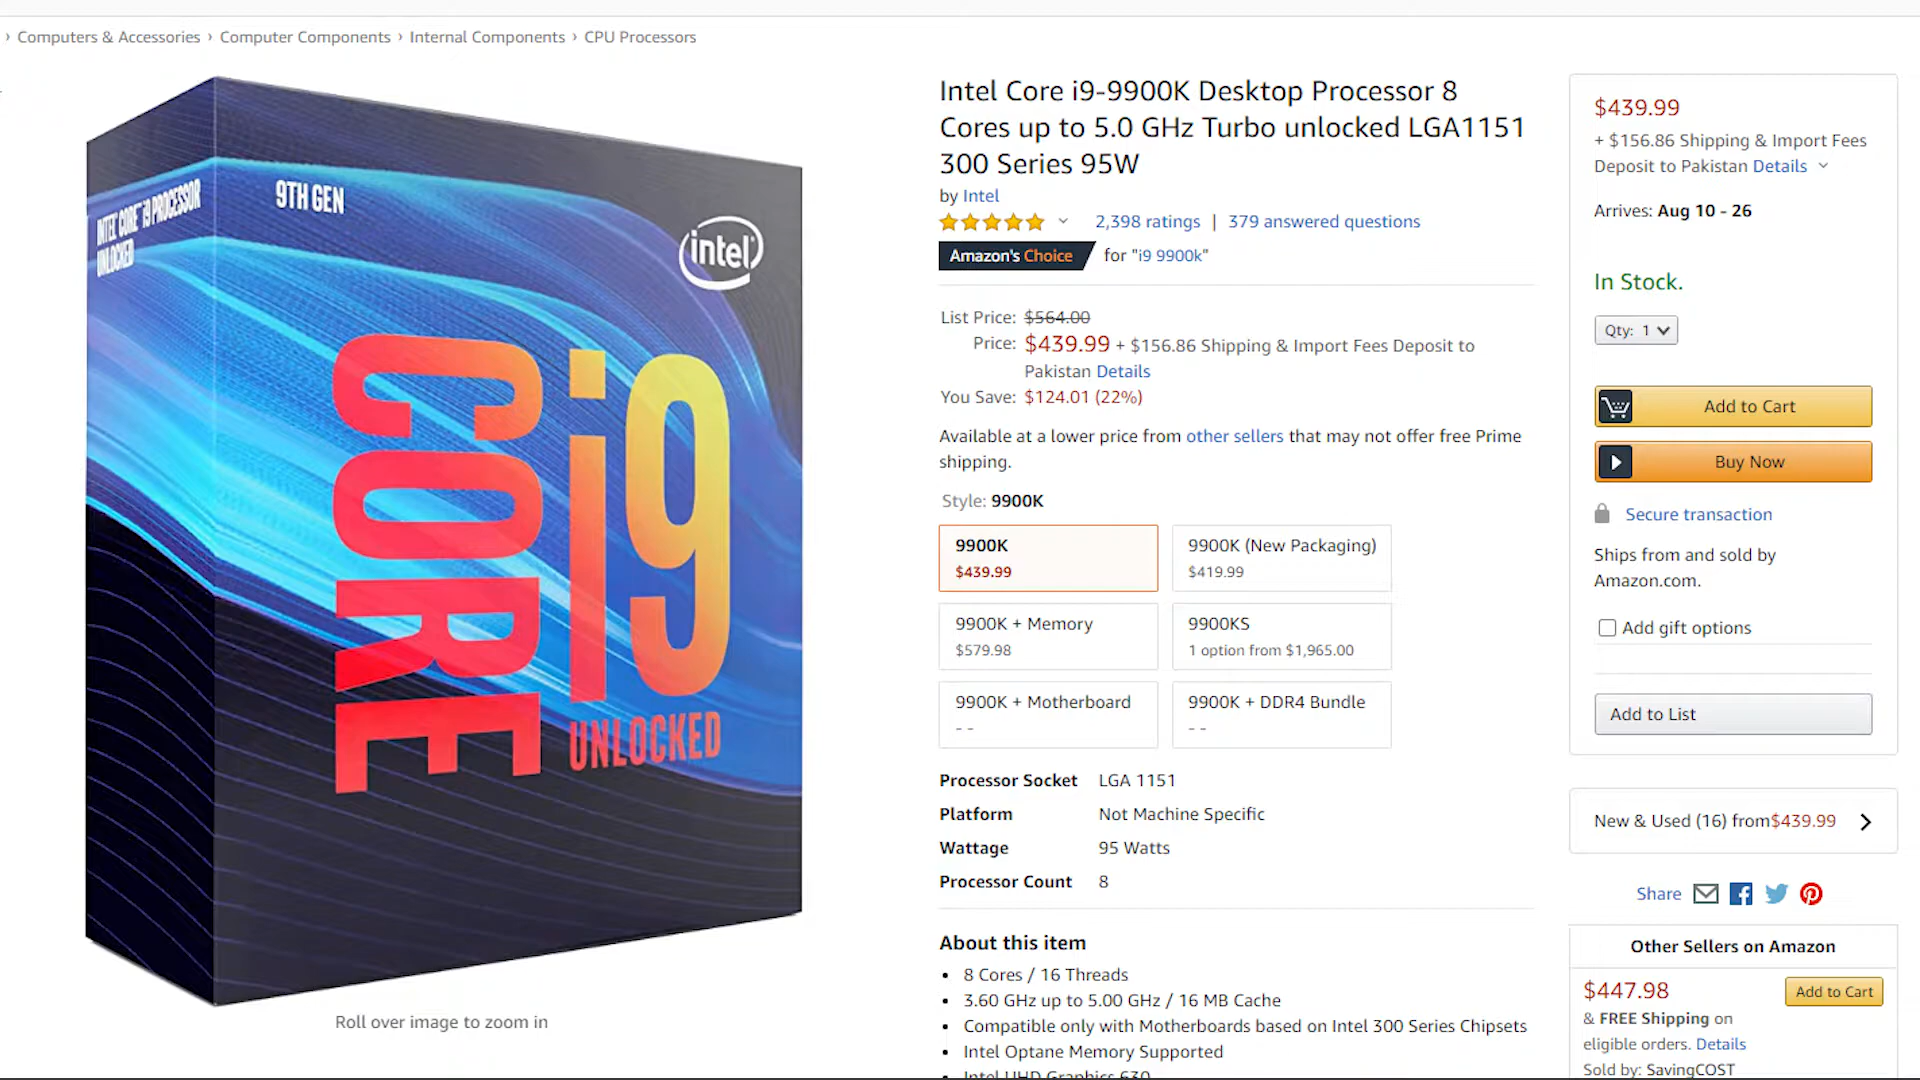 › Computers & Accessories › Computer Components › Internal Components › CPU Processors
INTEL® CORE™ i9 PROCESSOR
UNLOCKED
9TH GEN
intel
CORE
i9
UNLOCKED
Roll over image to zoom in
Intel Core i9-9900K Desktop Processor 8
Cores up to 5.0 GHz Turbo unlocked LGA1151
300 Series 95W
by Intel
2,398 ratings | 379 answered questions
Amazon's Choice for "i9 9900k"
List Price: $564.00
Price: $439.99 + $156.86 Shipping & Import Fees Deposit to
Pakistan Details
You Save: $124.01 (22%)
Available at a lower price from other sellers that may not offer free Prime
shipping.
Style: 9900K
9900K
$439.99
9900K (New Packaging)
$419.99
9900K + Memory
$579.98
9900KS
1 option from $1,965.00
9900K + Motherboard
- -
9900K + DDR4 Bundle
- -
Processor Socket LGA 1151
Platform Not Machine Specific
Wattage 95 Watts
Processor Count 8
About this item
• 8 Cores / 16 Threads
• 3.60 GHz up to 5.00 GHz / 16 MB Cache
• Compatible only with Motherboards based on Intel 300 Series Chipsets
• Intel Optane Memory Supported
• Intel UHD Graphics 630
$439.99
+ $156.86 Shipping & Import Fees
Deposit to Pakistan Details
Arrives: Aug 10 - 26
In Stock.
Qty: 1
Add to Cart
Buy Now
Secure transaction
Ships from and sold by
Amazon.com.
Add gift options
Add to List
New & Used (16) from$439.99
Share
Other Sellers on Amazon
$447.98
Add to Cart
& FREE Shipping on
eligible orders. Details
Sold by: SavingCOST